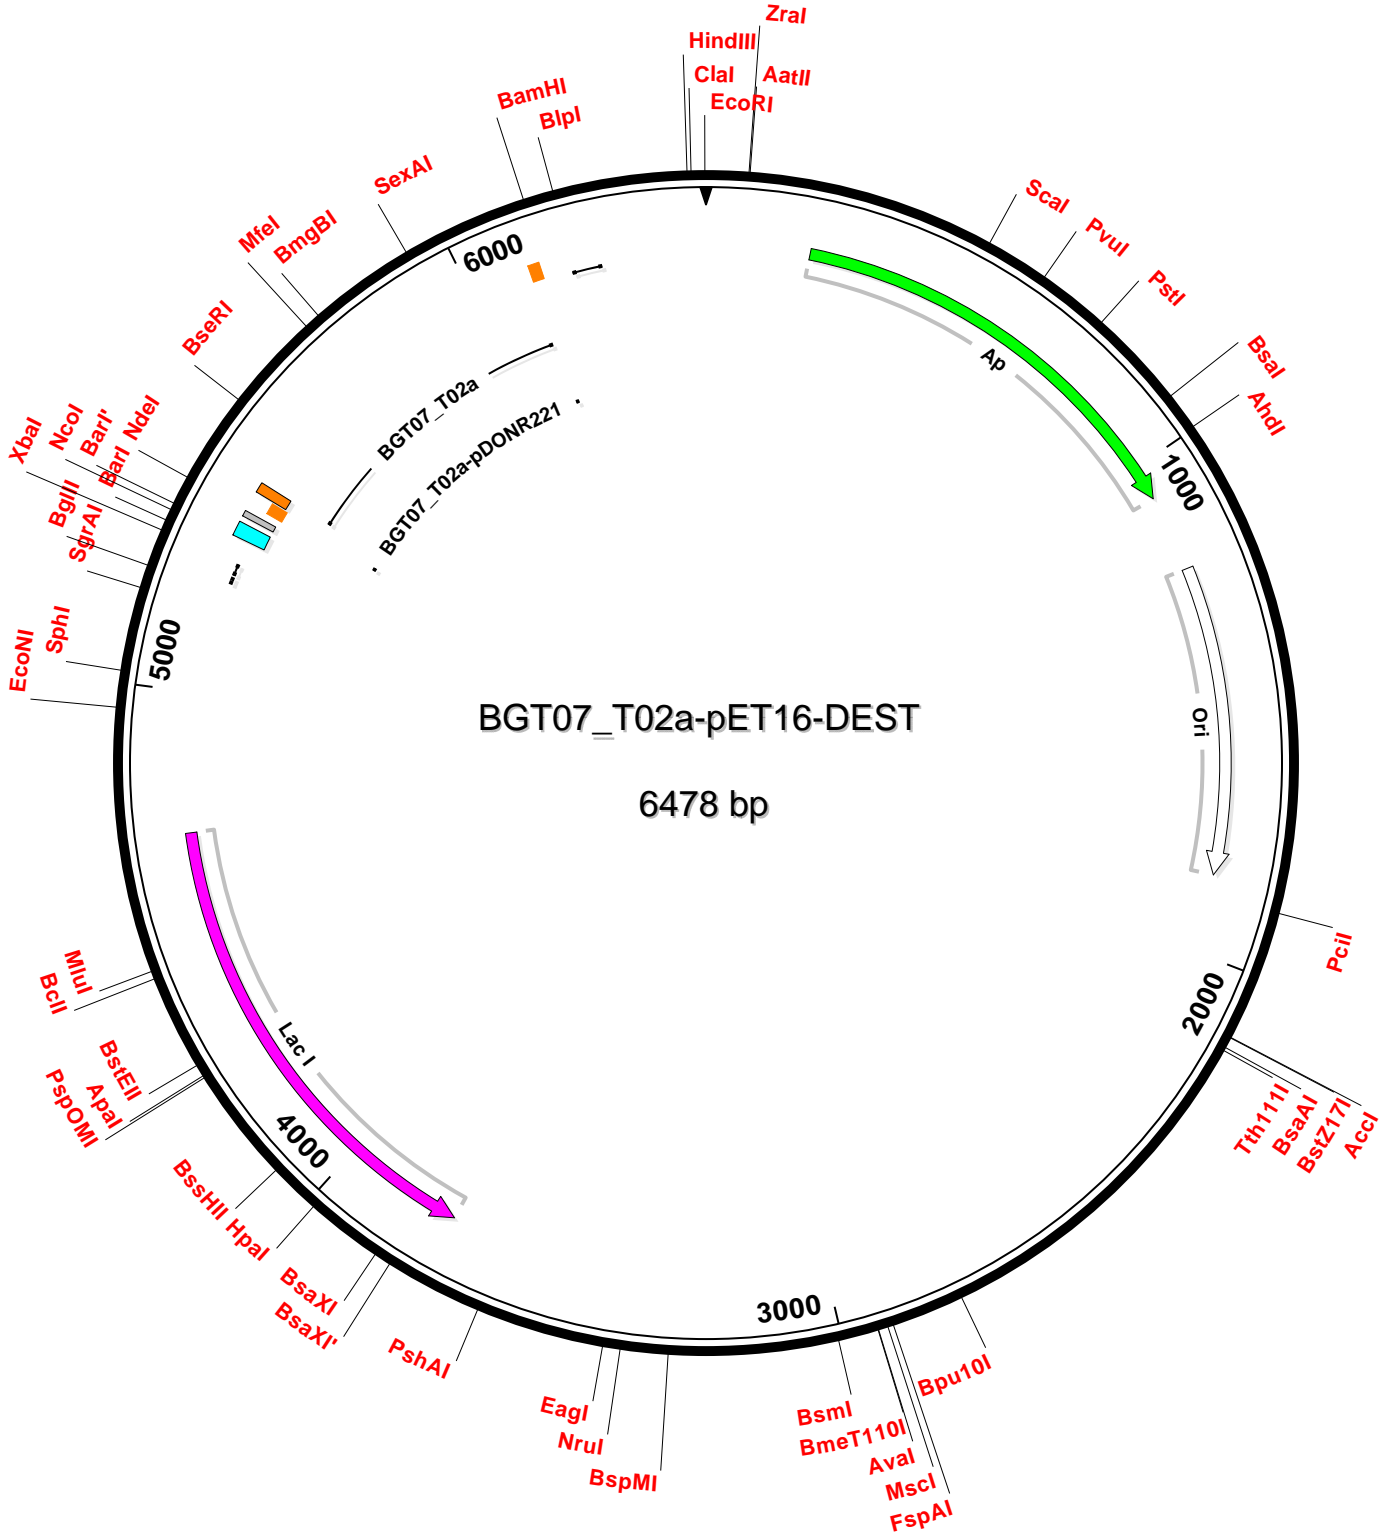 HindIII
ClaI
EcoRI
ZraI
AatII
ScaI
PvuI
PstI
BsaI
AhdI
1000
Ap
Ori
PciI
2000
Tth111I
BsaAI
BstZ17I
AccI
Bpu10I
FspAI
MscI
AvaI
BmeT110I
BsmI
3000
BspMI
NruI
EagI
PshAI
BsaXI'
BsaXI
HpaI
BssHII
4000
Lac I
PspOMI
ApaI
BstEII
BclI
MluI
EcoNI
SphI
5000
SgrAI
BglII
XbaI
NcoI
BarI'
BarI
NdeI
BseRI
MfeI
BmgBI
SexAI
6000
BamHI
BlpI
BGT07_T02a
BGT07_T02a-pDONR221
BGT07_T02a-pET16-DEST
6478 bp